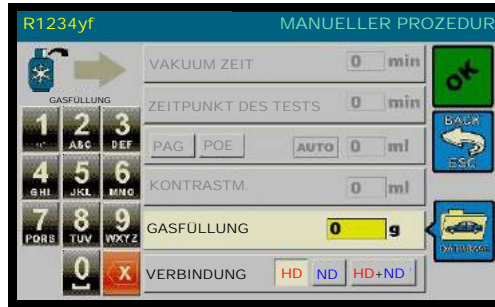 R1234yf MANUELLER PROZEDUR
VAKUUM ZEIT 0 min
OK
GASFÜLLUNG
ZEITPUNKT DES TESTS 0 min
1 2 ABC 3 DEF
BACK
ESC
PAG POE AUTO 0 ml
4 GHI 5 JKL 6 MNO
KONTRASTM. 0 ml
7 PQRS 8 TUV 9 WXYZ
GASFÜLLUNG 0 g
DATABASE
0 X
VERBINDUNG HD ND HD+ND